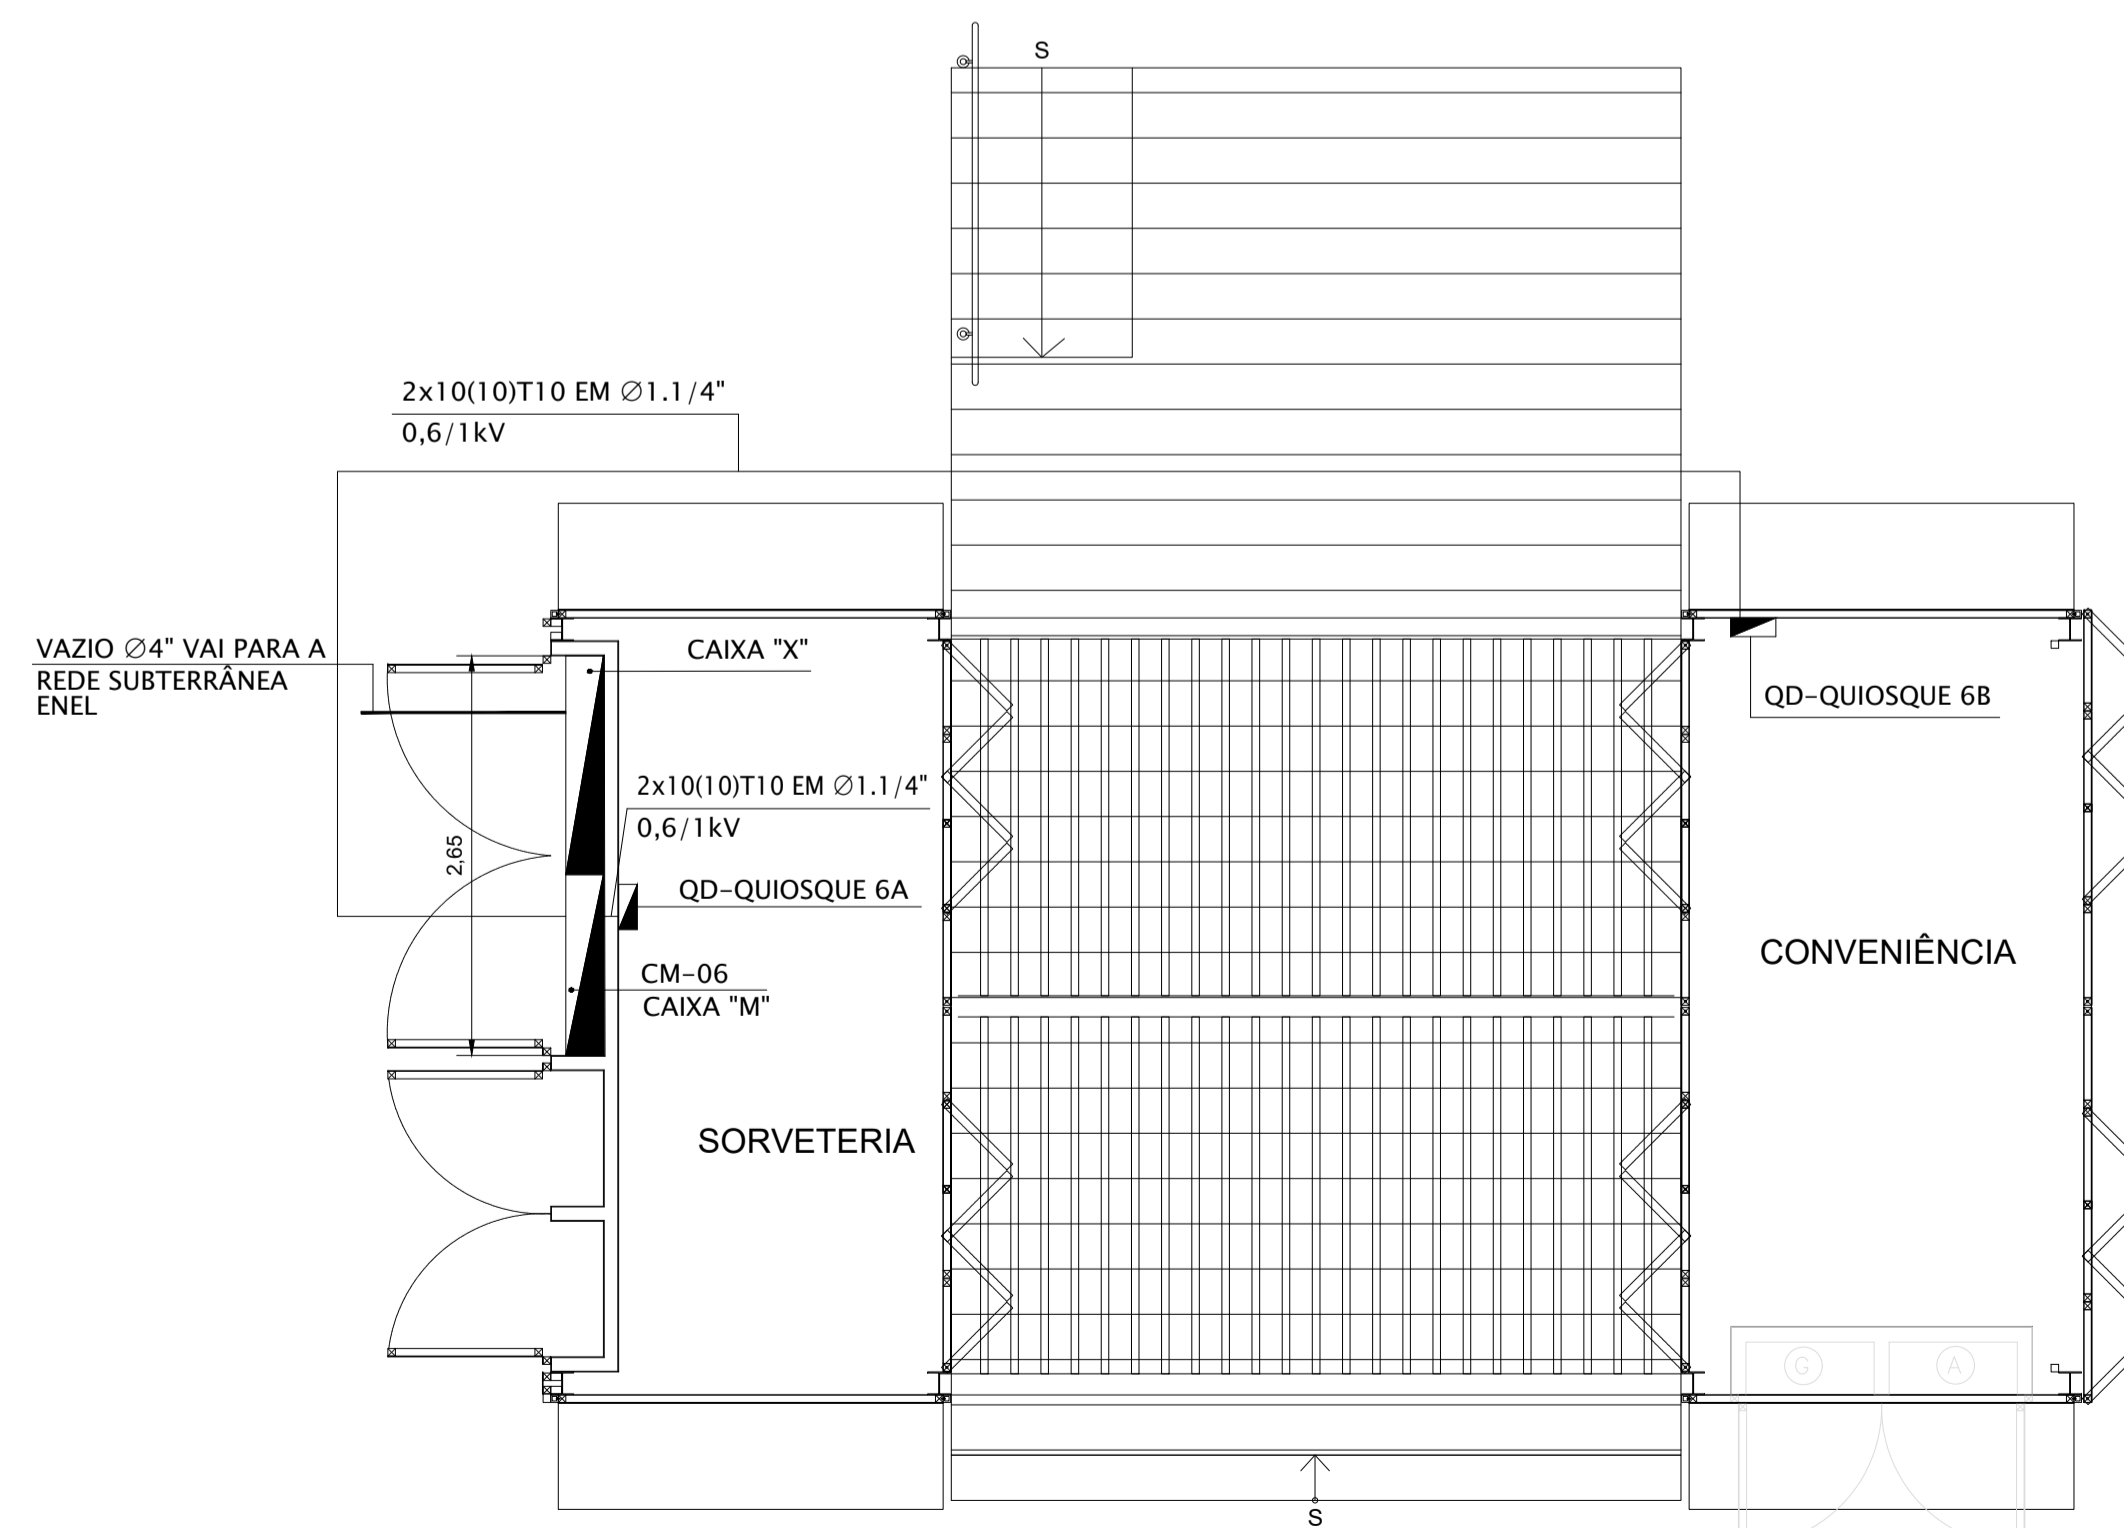 S
2x10(10)T10 EM ∅1.1/4"
0,6/1kV
VAZIO ∅4" VAI PARA A
REDE SUBTERRÂNEA
ENEL
CAIXA "X"
QD-QUIOSQUE 6B
2x10(10)T10 EM ∅1.1/4"
0,6/1kV
2,65
QD-QUIOSQUE 6A
CM-06
CAIXA "M"
CONVENIÊNCIA
SORVETERIA
G
A
S